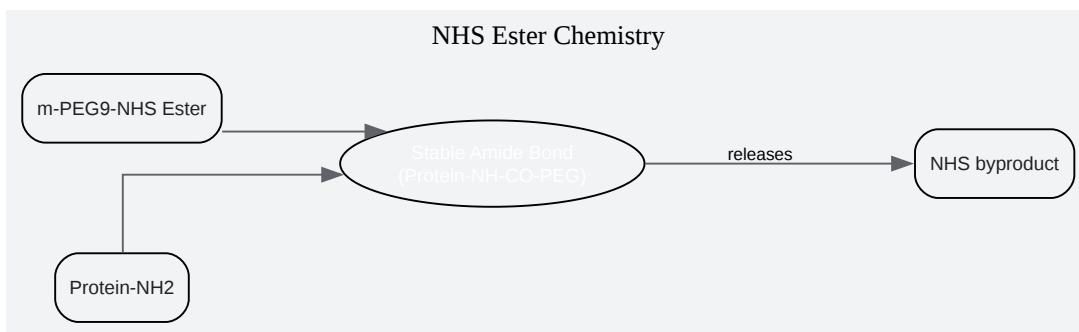 NHS Ester Chemistry
m-PEG9-NHS Ester
Stable Amide Bond
(Protein-NH-CO-PEG)
releases
NHS byproduct
Protein-NH2